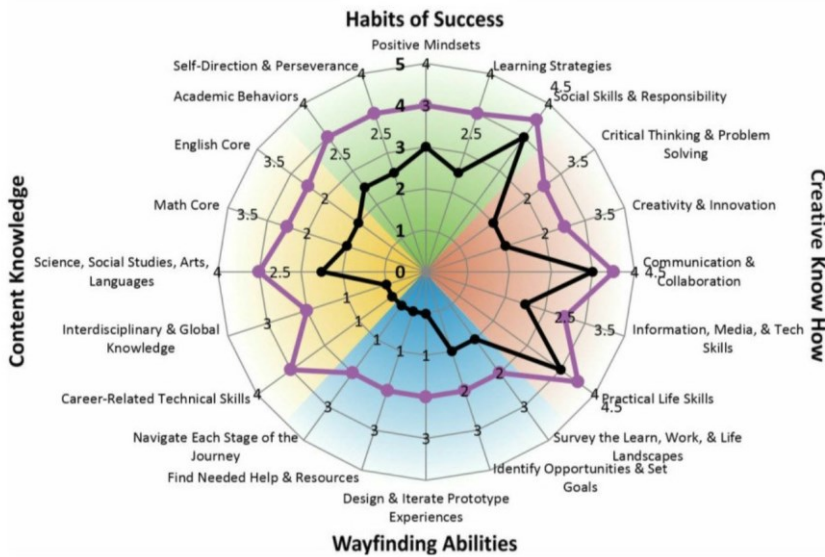 Habits of Success
Positive Mindsets
Self-Direction & Perseverance
Learning Strategies
5
4
4
4
4.5
Academic Behaviors
4
4
Social Skills & Responsibility
4
3
2.5
2.5
English Core
3.5
2.5
3
3.5
Critical Thinking & Problem
Solving
2
2
2
Math Core
3.5
3.5
Creativity & Innovation
2
1
2
Content Knowledge
Creative Know How
Science, Social Studies, Arts,
Languages
4
2.5
0
4
4.5
Communication &
Collaboration
1
2.5
Interdisciplinary & Global
Knowledge
3
3.5
Information, Media, & Tech
Skills
1
1
1
1
2
2
Career-Related Technical Skills
4
4
4.5
Practical Life Skills
3
3
3
3
3
Navigate Each Stage of the
Journey
Survey the Learn, Work, & Life
Landscapes
Find Needed Help & Resources
Identify Opportunities & Set
Goals
Design & Iterate Prototype
Experiences
Wayfinding Abilities